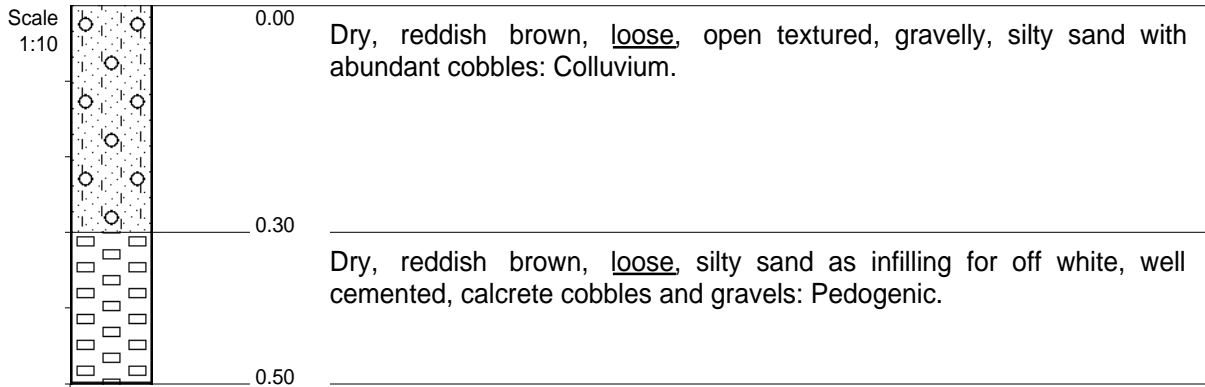 Scale
1:10
0.00
Dry, reddish brown, loose, open textured, gravelly, silty sand with
abundant cobbles: Colluvium.
0.30
Dry, reddish brown, loose, silty sand as infilling for off white, well
cemented, calcrete cobbles and gravels: Pedogenic.
0.50